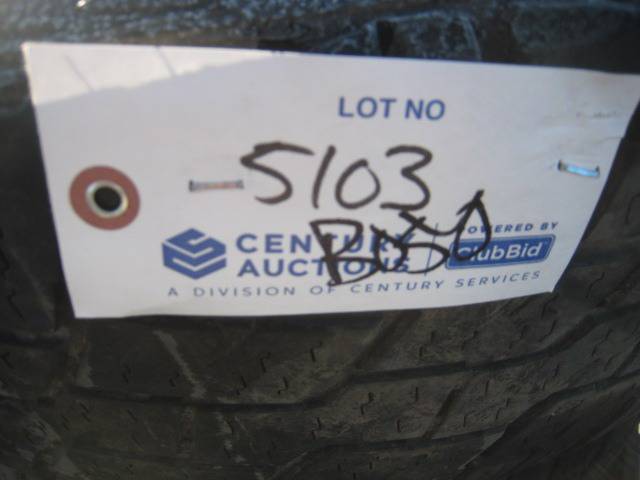 LOT NO
5103
POWERED BY
CENTURY
ClubBid
AUCTIONS
A DIVISION OF CENTURY SERVICES